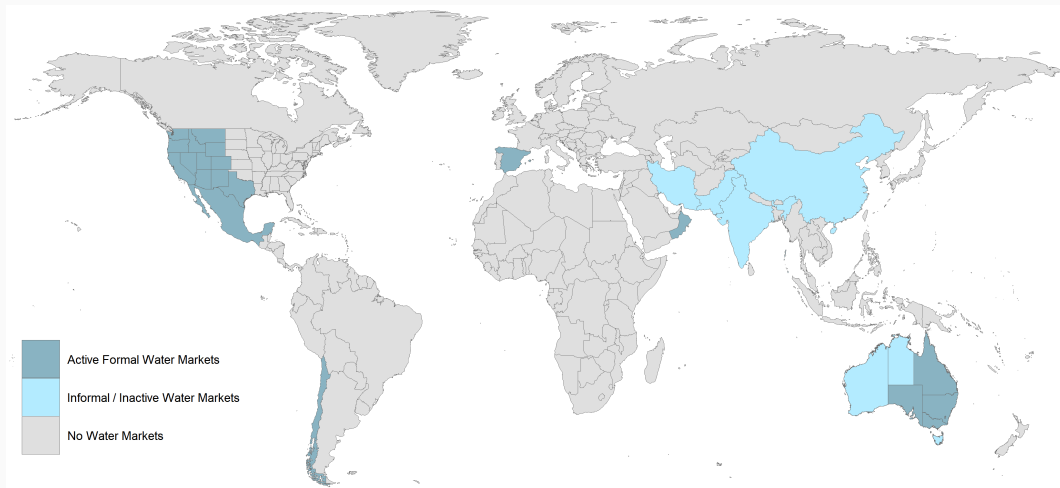 Active Formal Water Markets
Informal / Inactive Water Markets
No Water Markets